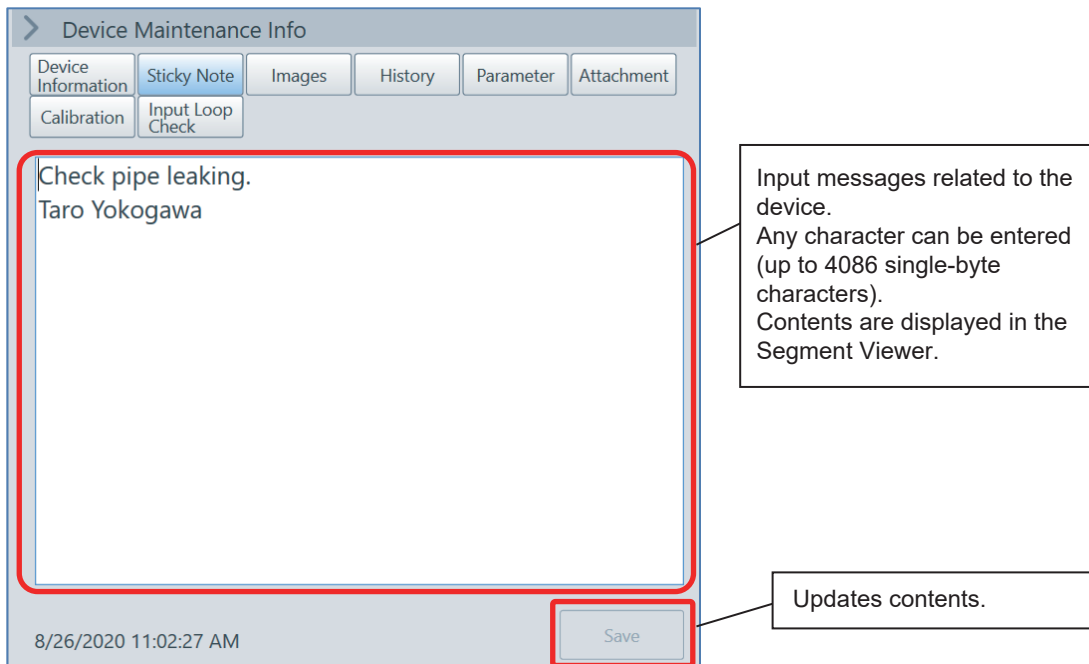 Device Maintenance Info
Device
Information
Sticky Note
Images
History
Parameter
Attachment
Calibration
Input Loop
Check
Check pipe leaking.
Taro Yokogawa
Input messages related to the
device.
Any character can be entered
(up to 4086 single-byte
characters).
Contents are displayed in the
Segment Viewer.
Updates contents.
8/26/2020 11:02:27 AM
Save